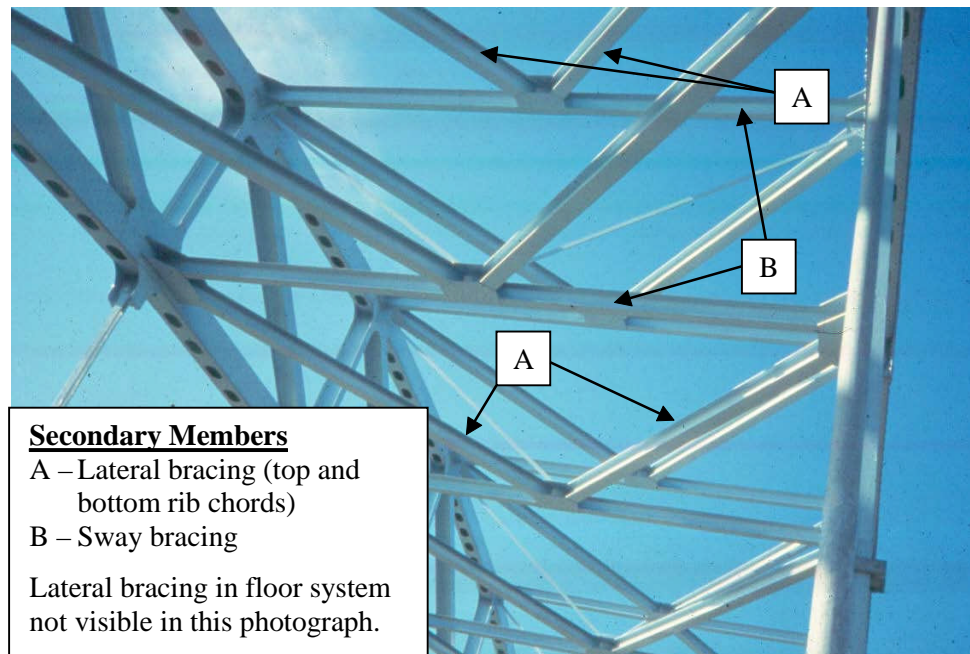 A
B
A
Secondary Members
A – Lateral bracing (top and
bottom rib chords)
B – Sway bracing
Lateral bracing in floor system
not visible in this photograph.